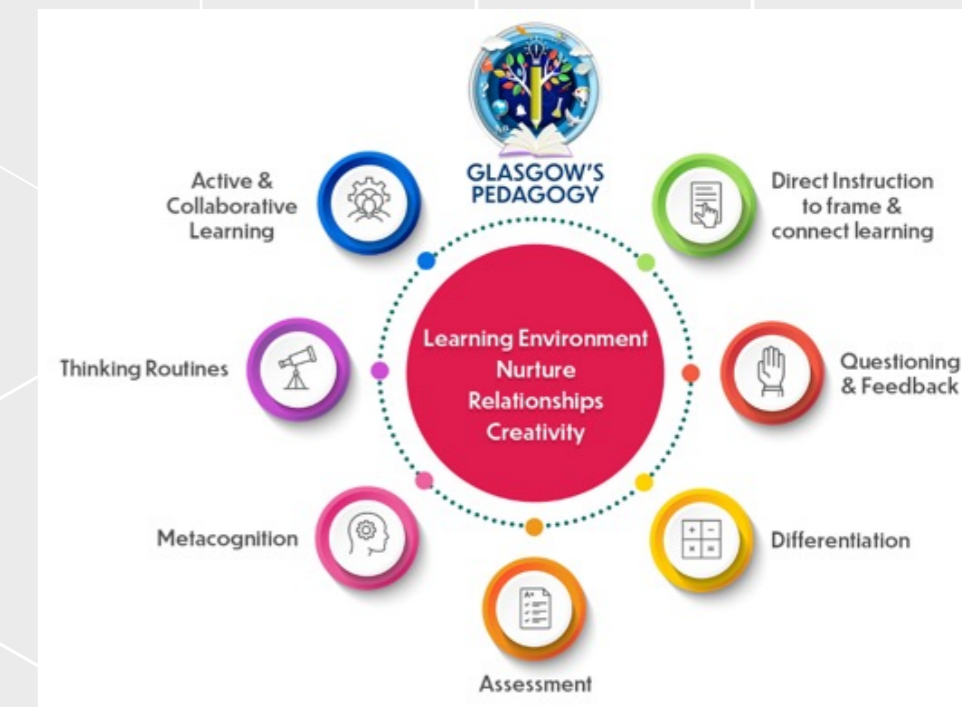 GLASGOW'S
PEDAGOGY
Active &
Collaborative
Learning
Direct Instruction
to frame &
connect learning
Learning Environment
Nurture
Relationships
Creativity
Thinking Routines
Questioning
& Feedback
Metacognition
Differentiation
A+
Assessment